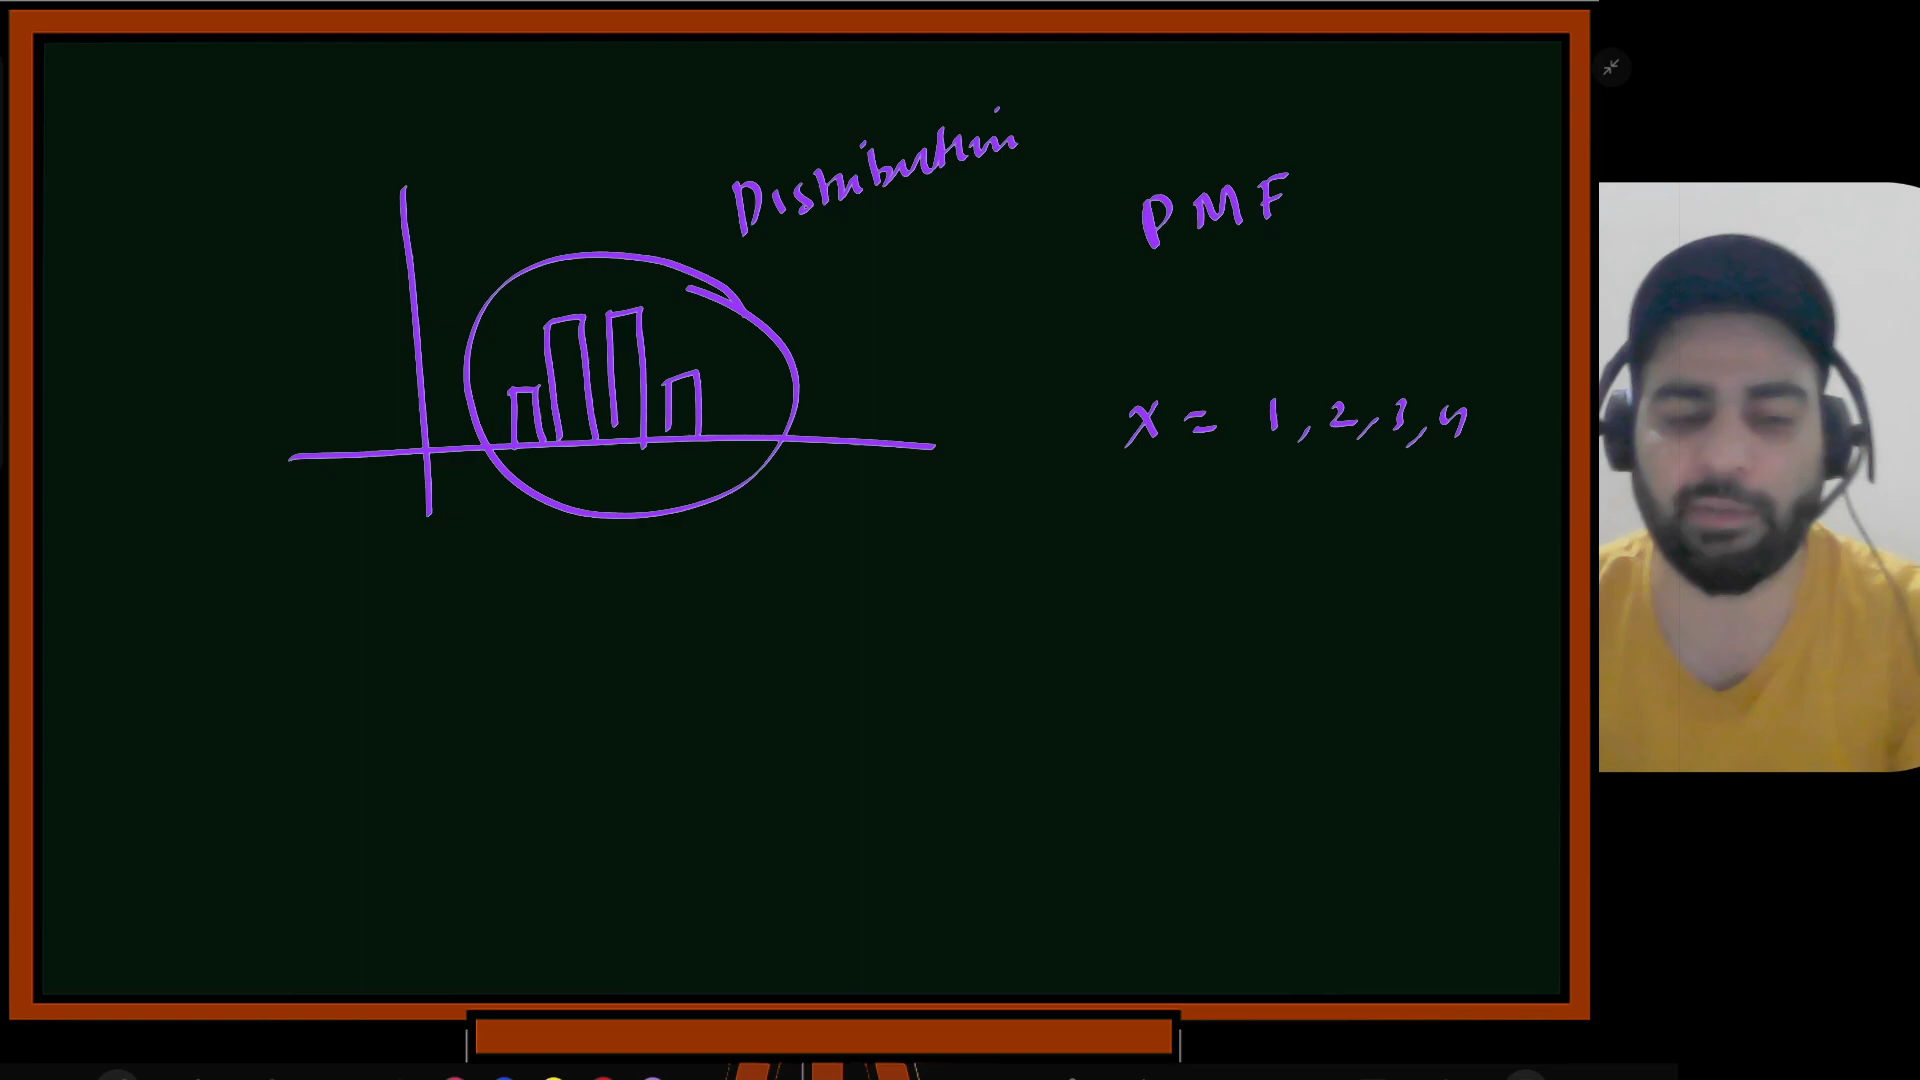 Distribution
PMF
x = 1, 2, 3, 4